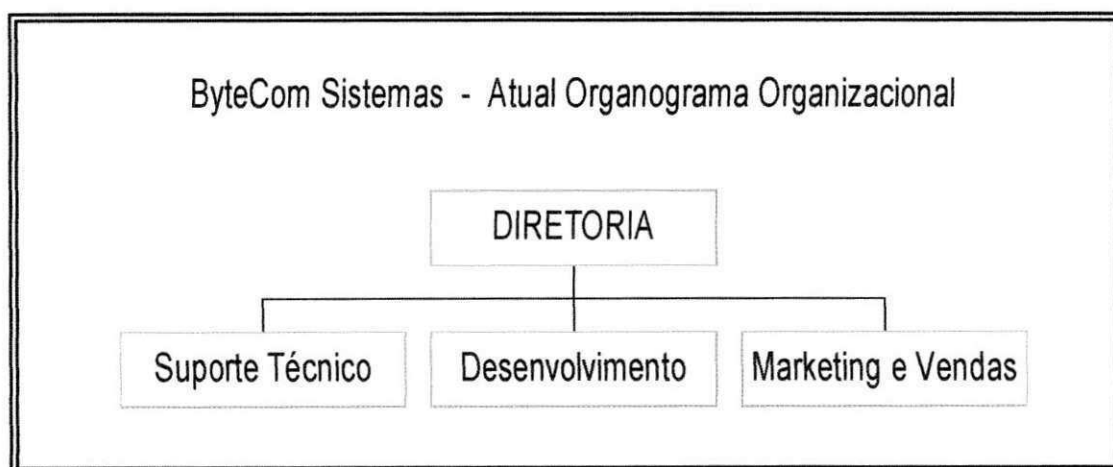 ByteCom Sistemas - Atual Organograma Organizacional
DIRETORIA
Suporte Técnico
Desenvolvimento
Marketing e Vendas